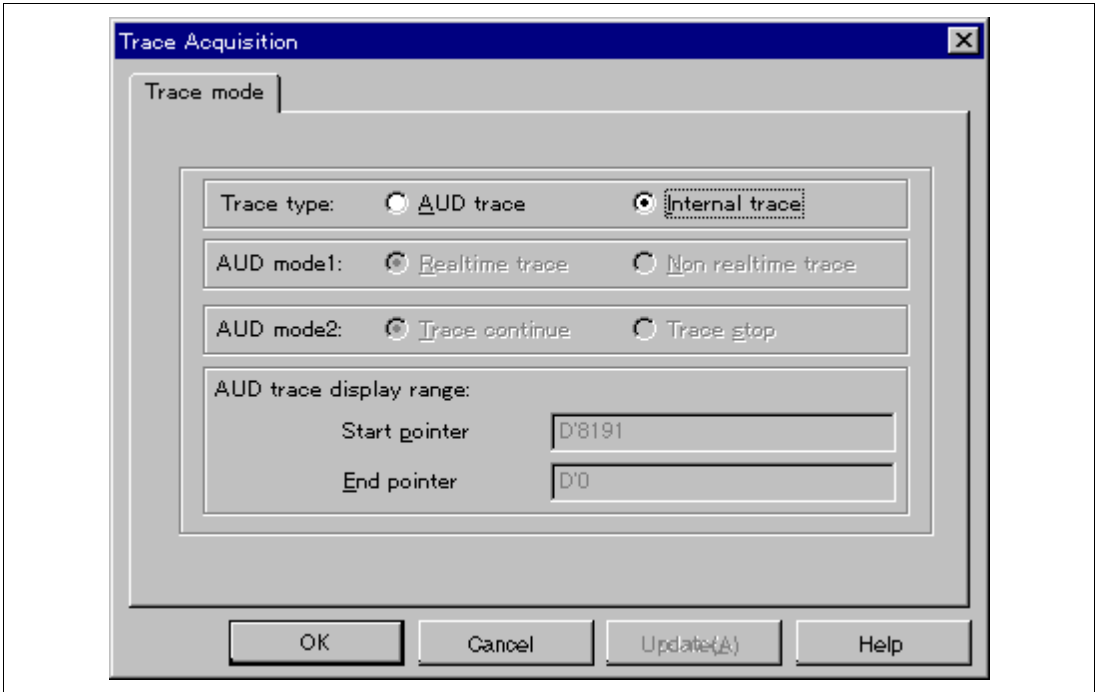 Trace Acquisition
Trace mode
Trace type: AUD trace Internal trace
AUD mode1: Realtime trace Non realtime trace
AUD mode2: Trace continue Trace stop
AUD trace display range:
Start pointer D'8191
End pointer D'0
OK Cancel Update(A) Help